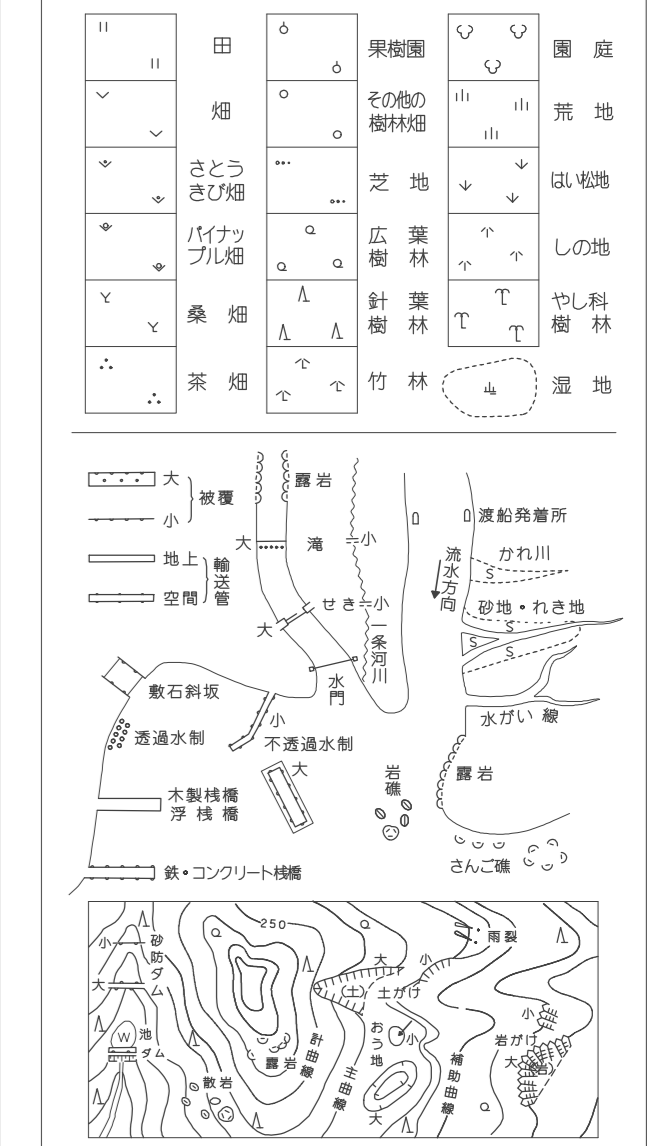 田
果樹園
園庭
畑
その他の
樹林畑
荒地
さとう
きび畑
芝地
はい松地
パイナッ
プル畑
広葉
樹林
しの地
桑畑
針葉
樹林
やし科
樹林
茶畑
竹林
湿地
大
小
被覆
地上
空間
輸送管
露岩
大
滝
小
せき
小
大
一条河川
水門
渡船発着所
流水方向
かれ川
S
砂地・れき地
S
S
S
水がい線
露岩
さんご礁
敷石斜坂
透過水制
小
不透過水制
大
岩礁
木製桟橋
浮桟橋
鉄・コンクリート桟橋
小
砂防ダム
大
W
池
ダム
250
露岩
散岩
計曲線
主曲線
大
小
(土)
土がけ
おう地
小
大
補助曲線
雨裂
小
岩がけ
大
(岩)